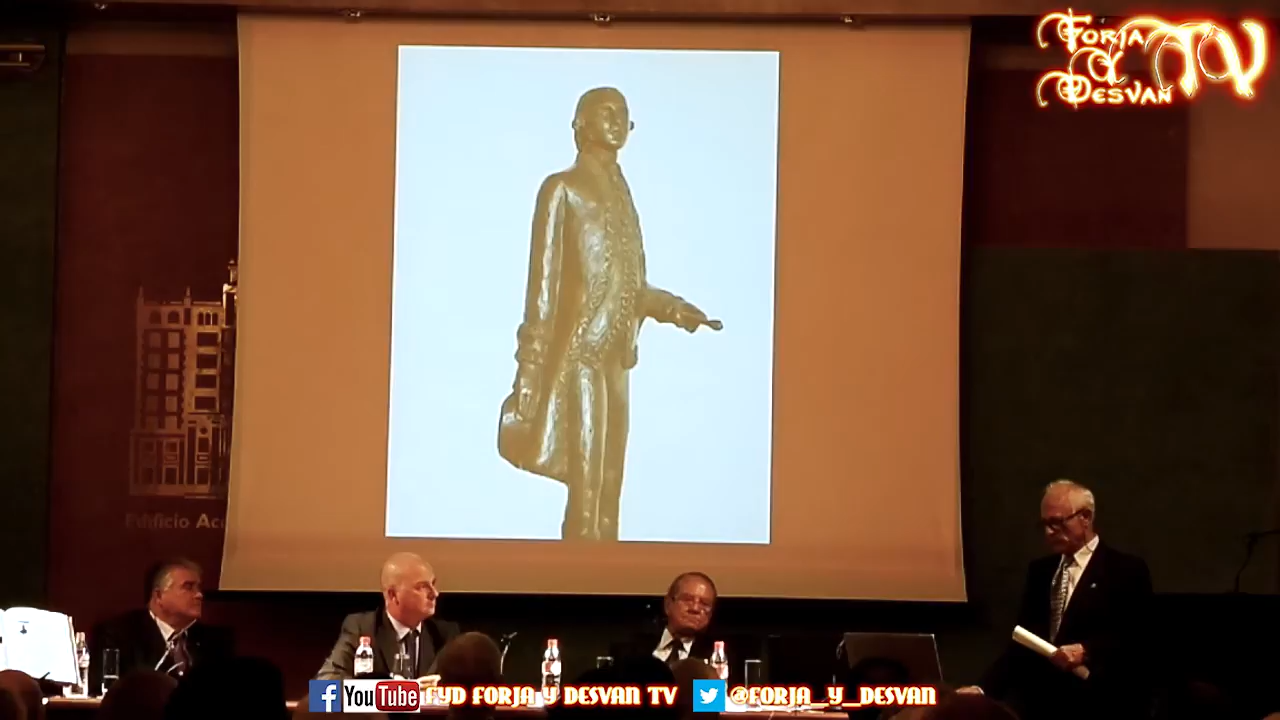 Forja
Y
Desvan
TV
Edificio Ac
f YouTube FYD FORJA Y DESVAN TV @FORJA_Y_DESVAN